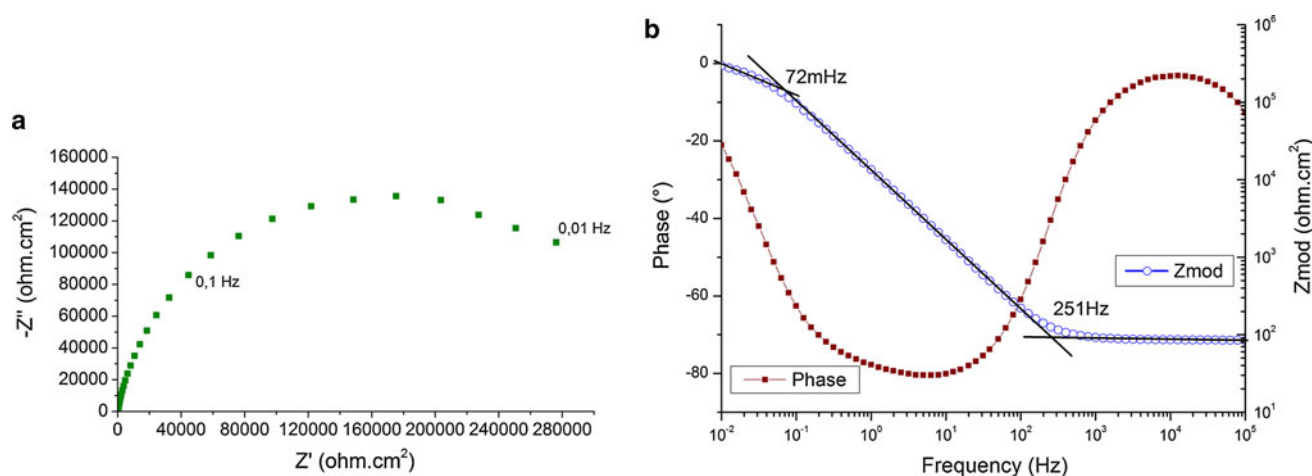 a
160000
140000
120000
100000
80000
60000
40000
20000
0
-Z'' (ohm.cm²)
0,1 Hz
0,01 Hz
0 40000 80000 120000 160000 200000 240000 280000
Z' (ohm.cm²)
b
0
-20
-40
-60
-80
Phase (°)
72mHz
251Hz
Zmod
Phase
10⁶
10⁵
10⁴
10³
10²
10¹
Zmod (ohm.cm²)
10⁻² 10⁻¹ 10⁰ 10¹ 10² 10³ 10⁴ 10⁵
Frequency (Hz)